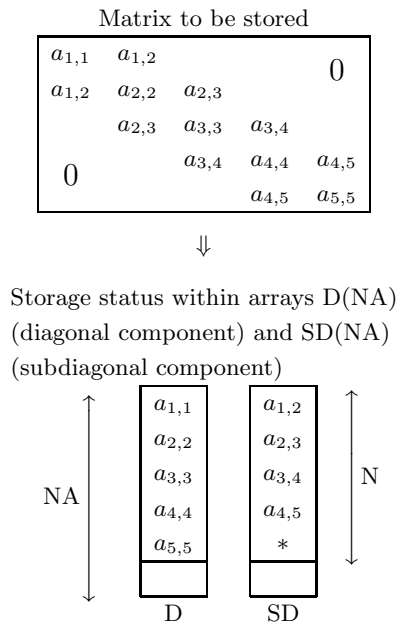 Matrix to be stored
a1,1 a1,2 0
a1,2 a2,2 a2,3
a2,3 a3,3 a3,4
0 a3,4 a4,4 a4,5
a4,5 a5,5
⇓
Storage status within arrays D(NA)
(diagonal component) and SD(NA)
(subdiagonal component)
a1,1 a1,2
a2,2 a2,3
a3,3 a3,4
NA a4,4 a4,5 N
a5,5 *
D SD